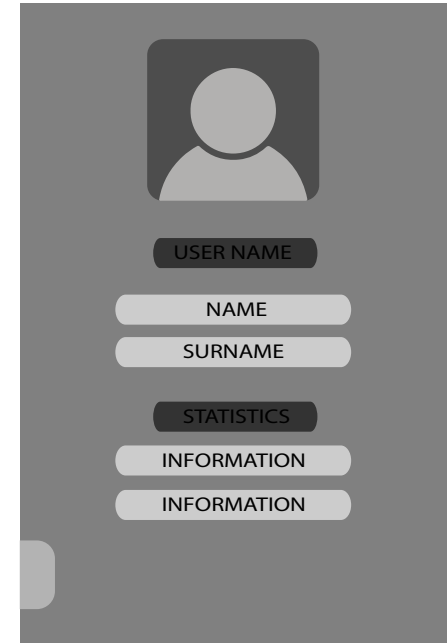 USER NAME
NAME
SURNAME
STATISTICS
INFORMATION
INFORMATION